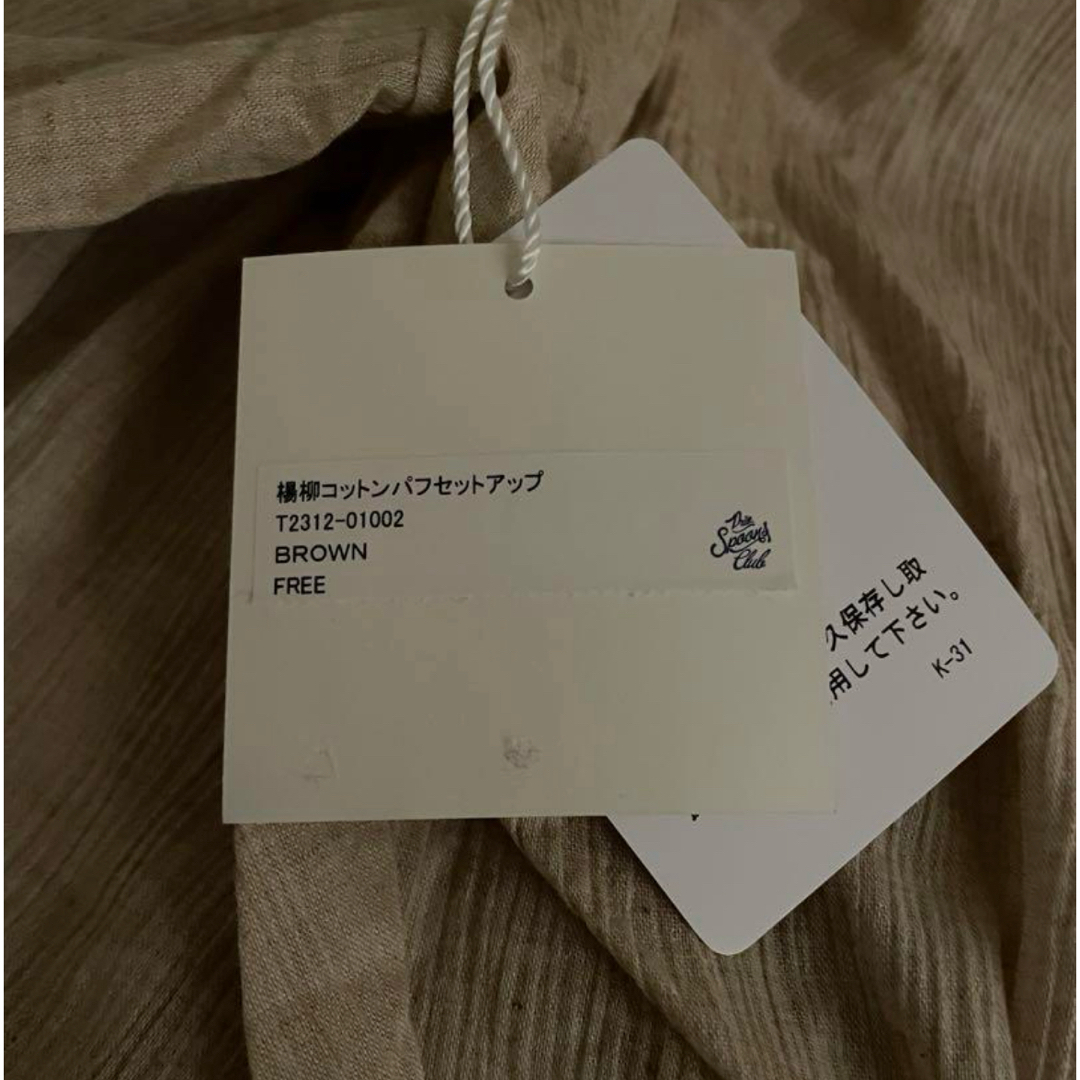 楊柳コットンパフセットアップ
T2312-01002
BROWN
FREE
Spoons
Club
久保存し取
用して下さい。
K-31